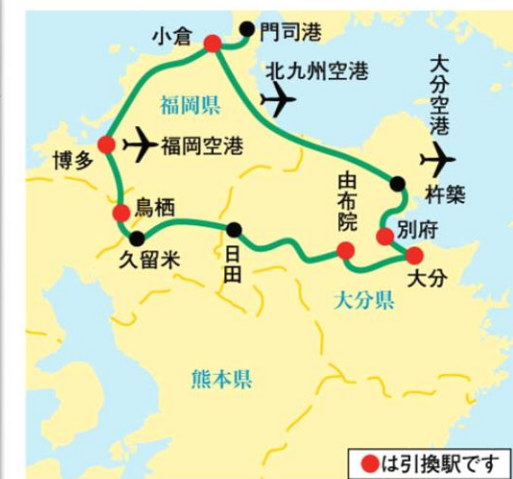 小倉
門司港
北九州空港
大分空港
福岡県
福岡空港
博多
由布院
杵築
鳥栖
別府
久留米
日田
大分
大分県
熊本県
●は引換駅です